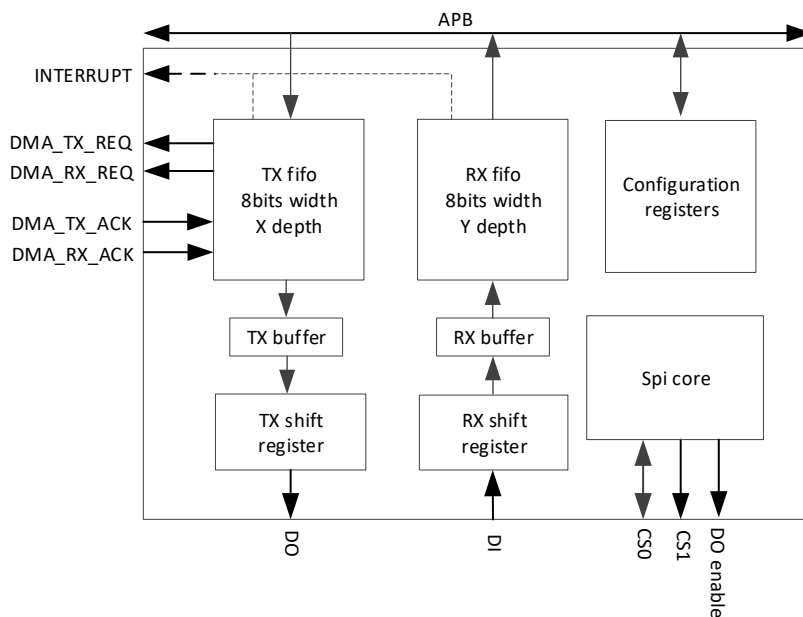 APB
INTERRUPT
DMA_TX_REQ
DMA_RX_REQ
DMA_TX_ACK
DMA_RX_ACK
TX fifo
8bits width
X depth
RX fifo
8bits width
Y depth
Configuration
registers
TX buffer
RX buffer
Spi core
TX shift
register
RX shift
register
DO
DI
CS0
CS1
DO enable